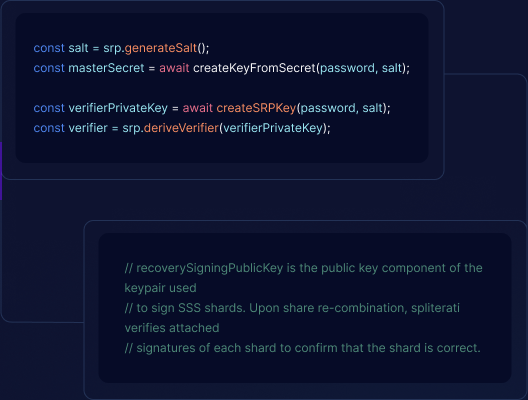 const salt = srp.generateSalt();
const masterSecret = await createKeyFromSecret(password, salt);
const verifierPrivateKey = await createSRPKey(password, salt);
const verifier = srp.deriveVerifier(verifierPrivateKey);
// recoverySigningPublicKey is the public key component of the
keypair used
// to sign SSS shards. Upon share re-combination, spliterati
verifies attached
// signatures of each shard to confirm that the shard is correct.